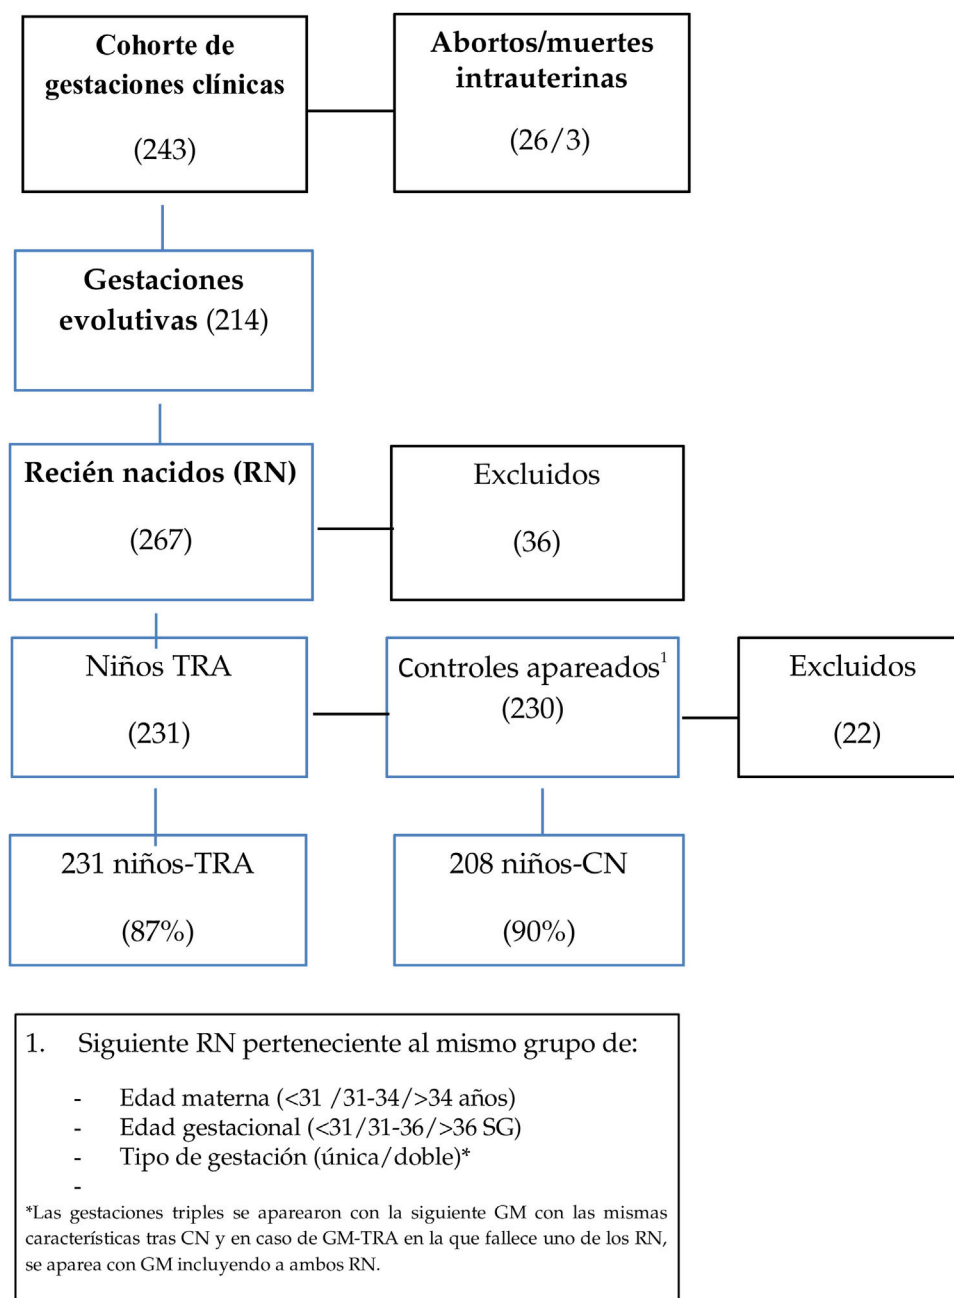 Cohorte de
gestaciones clínicas
(243)
Abortos/muertes
intrauterinas
(26/3)
Gestaciones
evolutivas (214)
Recién nacidos (RN)
(267)
Excluidos
(36)
Niños TRA
(231)
Controles apareados1
(230)
Excluidos
(22)
231 niños-TRA
(87%)
208 niños-CN
(90%)
1. Siguiente RN perteneciente al mismo grupo de:
- Edad materna (<31 /31-34/>34 años)
- Edad gestacional (<31/31-36/>36 SG)
- Tipo de gestación (única/doble)*
-
*Las gestaciones triples se aparearon con la siguiente GM con las mismas
características tras CN y en caso de GM-TRA en la que fallece uno de los RN,
se aparea con GM incluyendo a ambos RN.